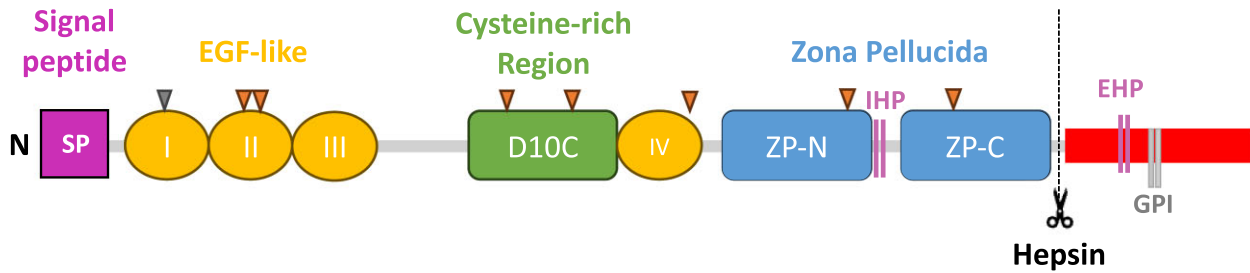 Signal
peptide
EGF-like
Cysteine-rich
Region
Zona Pellucida
IHP
EHP
N
SP
I
II
III
D10C
IV
ZP-N
ZP-C
GPI
Hepsin